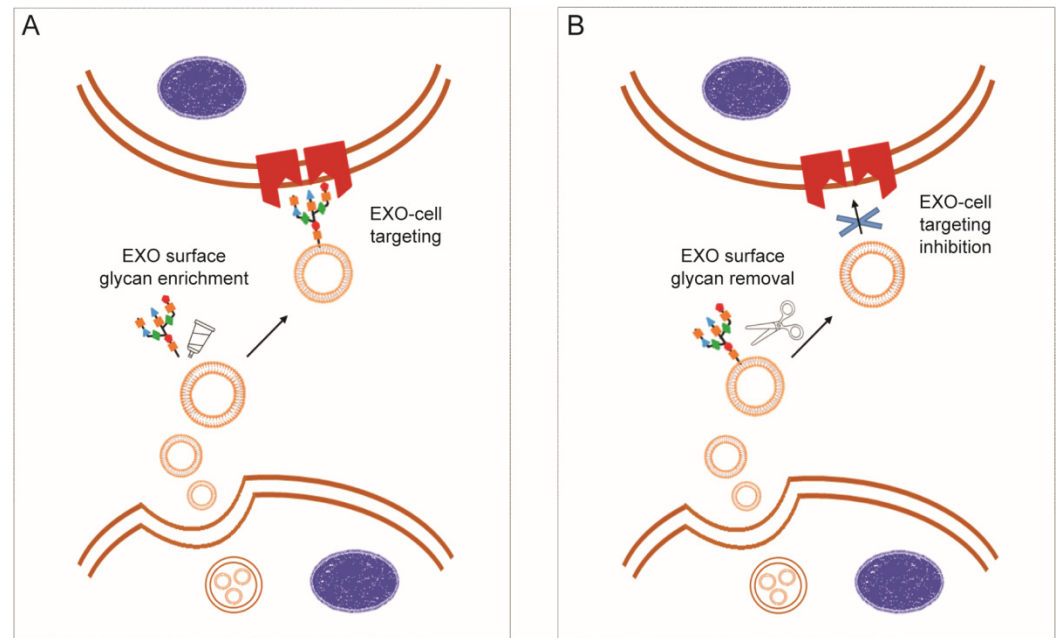 A
EXO-cell
targeting
EXO surface
glycan enrichment
B
EXO-cell
targeting
inhibition
EXO surface
glycan removal